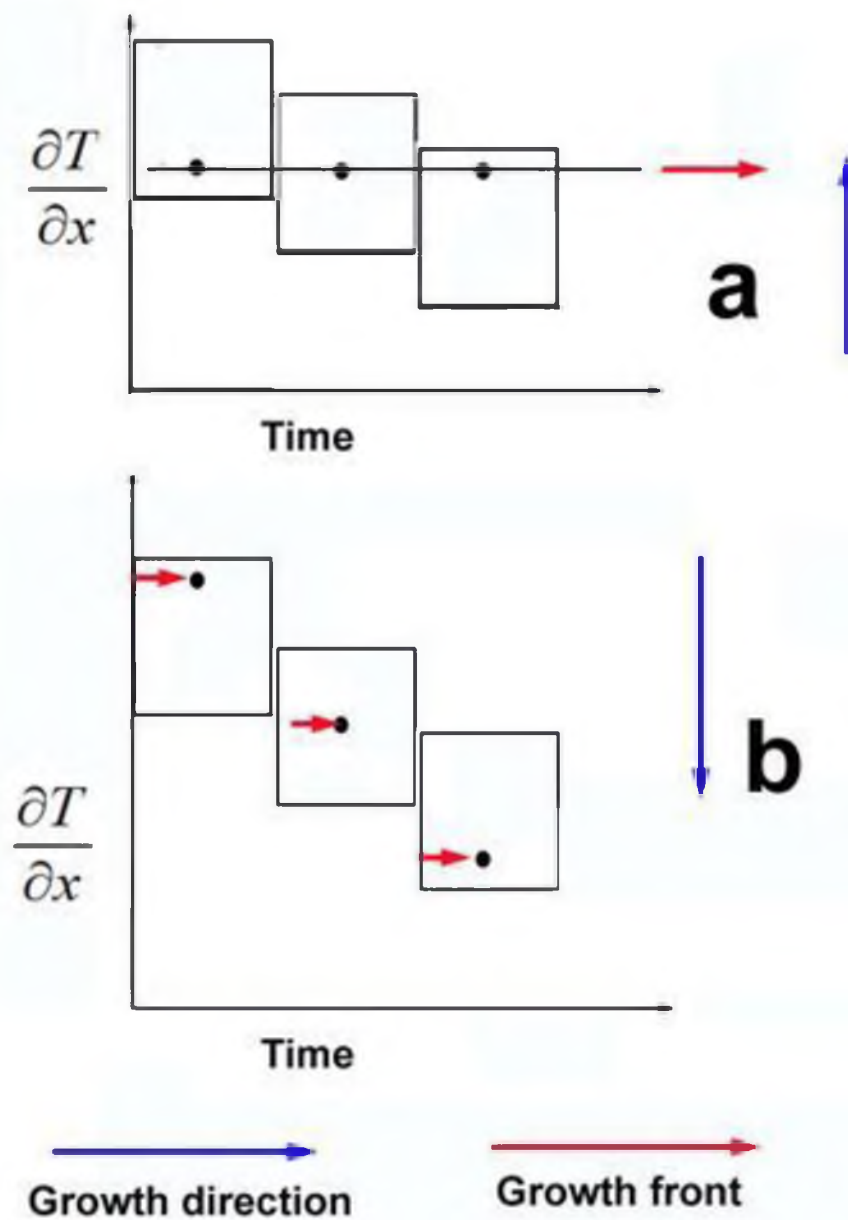 ∂T
∂x
a
Time
∂T
∂x
b
Time
Growth direction
Growth front